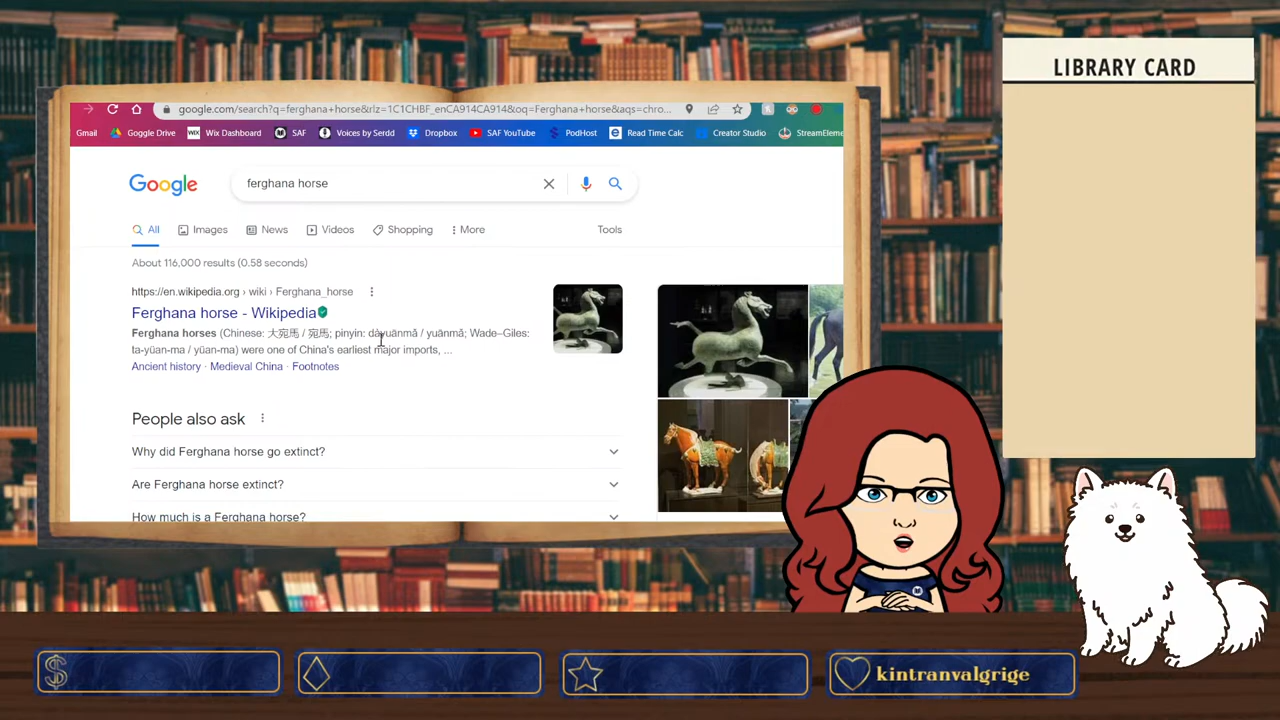 google.com/search?q=ferghana+horse&rlz=1C1CHBF_enCA914CA914&oq=Ferghana+horse&aqs=chro...
Gmail Google Drive WIX Wix Dashboard SAF Voices by Serdd Dropbox SAF YouTube PodHost Read Time Calc Creator Studio StreamEleme
Google ferghana horse
All Images News Videos Shopping More Tools
About 116,000 results (0.58 seconds)
https://en.wikipedia.org › wiki › Ferghana_horse
Ferghana horse - Wikipedia
Ferghana horses (Chinese: 大宛馬 / 宛馬; pinyin: dàyuānmǎ / yuānmǎ; Wade–Giles:
ta-yüan-ma / yüan-ma) were one of China's earliest major imports, ...
Ancient history · Medieval China · Footnotes
People also ask
Why did Ferghana horse go extinct?
Are Ferghana horse extinct?
How much is a Ferghana horse?
LIBRARY CARD
$
kintranvalgrige